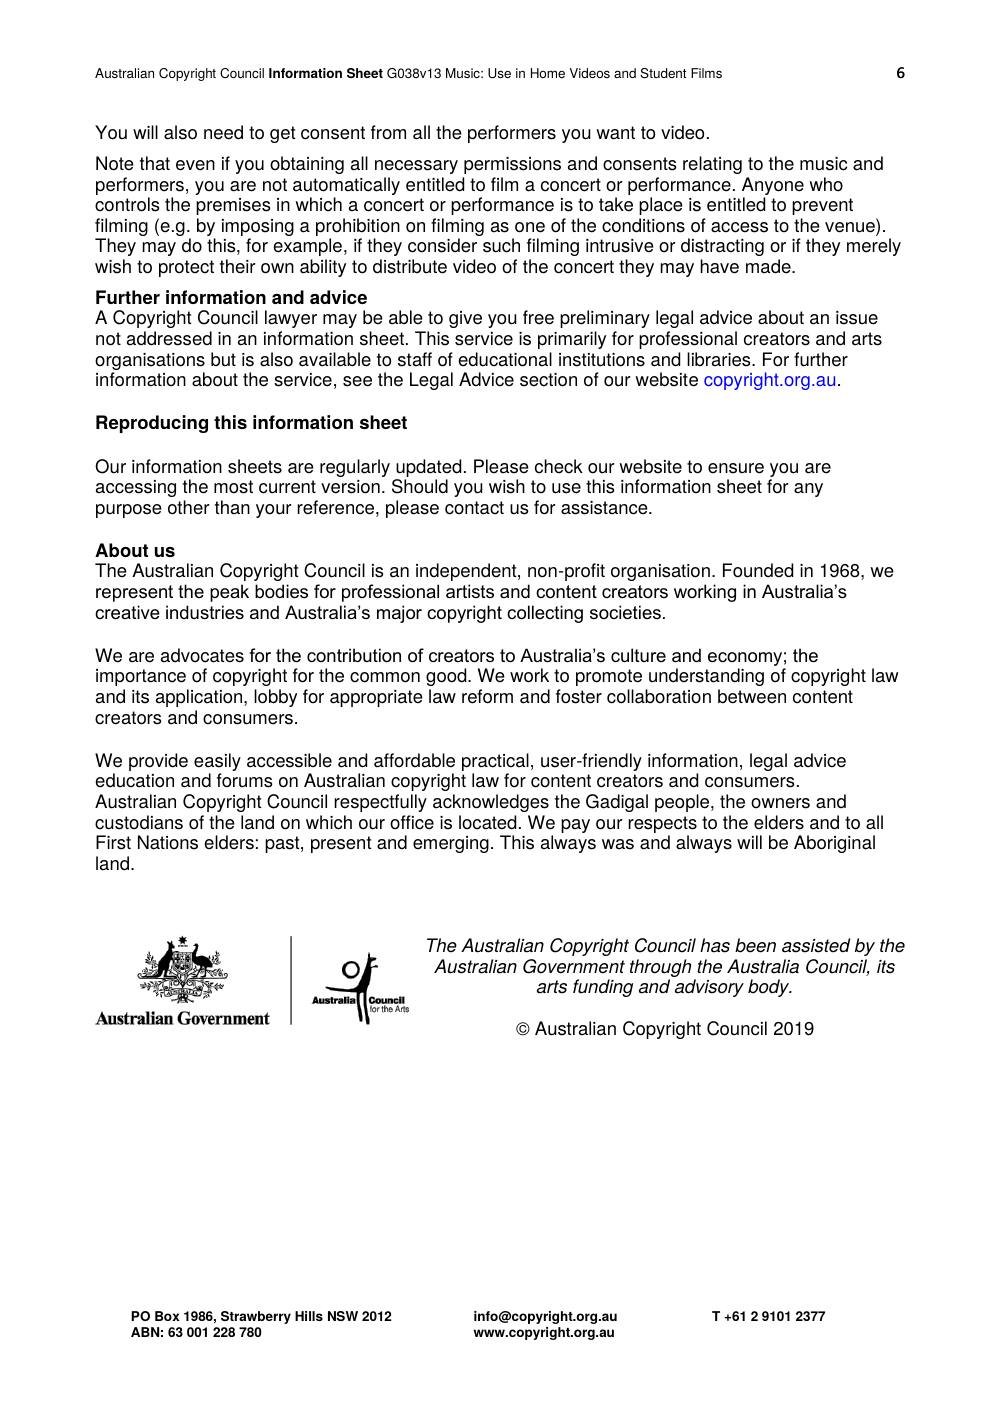 Australian Copyright Council Information Sheet G038v13 Music: Use in Home Videos and Student Films 6
You will also need to get consent from all the performers you want to video.
Note that even if you obtaining all necessary permissions and consents relating to the music and
performers, you are not automatically entitled to film a concert or performance. Anyone who
controls the premises in which a concert or performance is to take place is entitled to prevent
filming (e.g. by imposing a prohibition on filming as one of the conditions of access to the venue).
They may do this, for example, if they consider such filming intrusive or distracting or if they merely
wish to protect their own ability to distribute video of the concert they may have made.
Further information and advice
A Copyright Council lawyer may be able to give you free preliminary legal advice about an issue
not addressed in an information sheet. This service is primarily for professional creators and arts
organisations but is also available to staff of educational institutions and libraries. For further
information about the service, see the Legal Advice section of our website copyright.org.au.
Reproducing this information sheet
Our information sheets are regularly updated. Please check our website to ensure you are
accessing the most current version. Should you wish to use this information sheet for any
purpose other than your reference, please contact us for assistance.
About us
The Australian Copyright Council is an independent, non-profit organisation. Founded in 1968, we
represent the peak bodies for professional artists and content creators working in Australia's
creative industries and Australia's major copyright collecting societies.
We are advocates for the contribution of creators to Australia's culture and economy; the
importance of copyright for the common good. We work to promote understanding of copyright law
and its application, lobby for appropriate law reform and foster collaboration between content
creators and consumers.
We provide easily accessible and affordable practical, user-friendly information, legal advice
education and forums on Australian copyright law for content creators and consumers.
Australian Copyright Council respectfully acknowledges the Gadigal people, the owners and
custodians of the land on which our office is located. We pay our respects to the elders and to all
First Nations elders: past, present and emerging. This always was and always will be Aboriginal
land.
Australian Government
Australia Council
for the Arts
The Australian Copyright Council has been assisted by the
Australian Government through the Australia Council, its
arts funding and advisory body.
© Australian Copyright Council 2019
PO Box 1986, Strawberry Hills NSW 2012 info@copyright.org.au T +61 2 9101 2377
ABN: 63 001 228 780 www.copyright.org.au